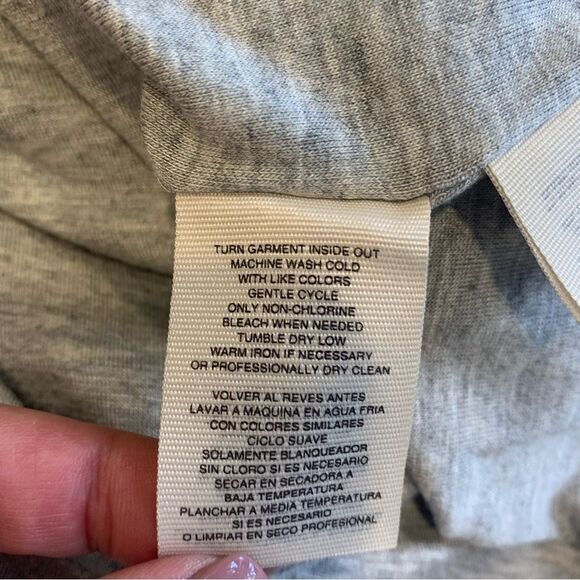 TURN GARMENT INSIDE OUT
MACHINE WASH COLD
WITH LIKE COLORS
GENTLE CYCLE
ONLY NON-CHLORINE
BLEACH WHEN NEEDED
TUMBLE DRY LOW
WARM IRON IF NECESSARY
OR PROFESSIONALLY DRY CLEAN
VOLVER AL REVES ANTES
LAVAR A MAQUINA EN AGUA FRIA
CON COLORES SIMILARES
CICLO SUAVE
SOLAMENTE BLANQUEADOR
SIN CLORO SI ES NECESARIO
SECAR EN SECADORA A
BAJA TEMPERATURA
PLANCHAR A MEDIA TEMPERATURA
SI ES NECESARIO
O LIMPIAR EN SECO PROFESIONAL